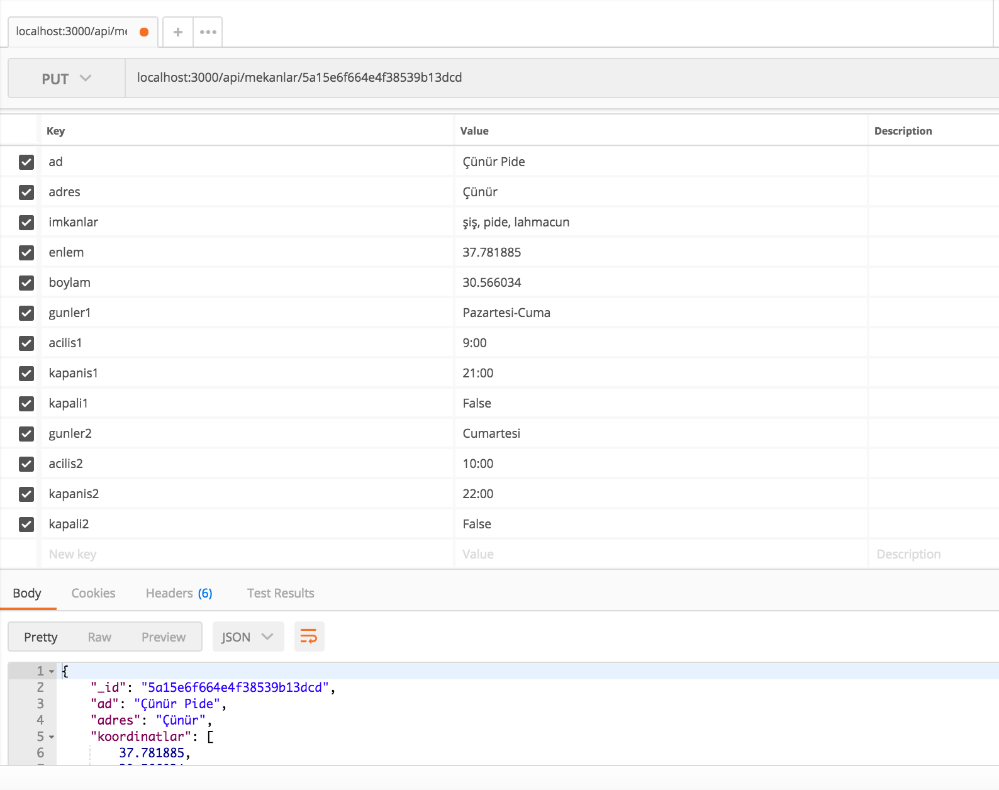 localhost:3000/api/me
PUT localhost:3000/api/mekanlar/5a15e6f664e4f38539b13dcd
Key Value Description
ad Çünür Pide
adres Çünür
imkanlar şiş, pide, lahmacun
enlem 37.781885
boylam 30.566034
gunler1 Pazartesi-Cuma
acilis1 9:00
kapanis1 21:00
kapali1 False
gunler2 Cumartesi
acilis2 10:00
kapanis2 22:00
kapali2 False
New key Value Description
Body Cookies Headers (6) Test Results
Pretty Raw Preview JSON
1 {
2 "_id": "5a15e6f664e4f38539b13dcd",
3 "ad": "Çünür Pide",
4 "adres": "Çünür",
5 "koordinatlar": [
6 37.781885,